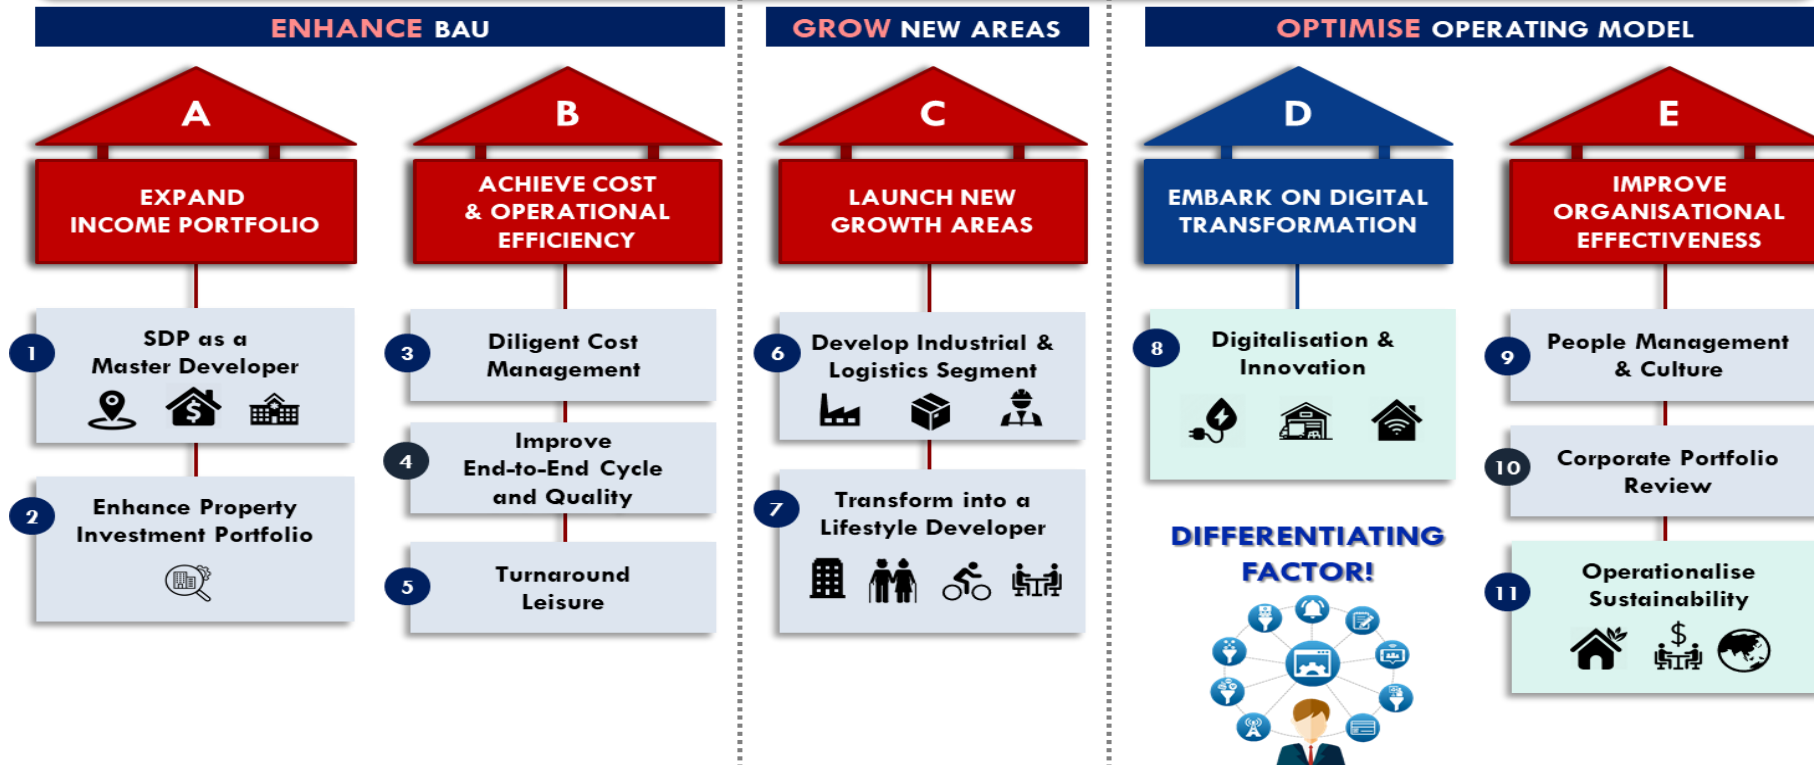 ENHANCE BAU
GROW NEW AREAS
OPTIMISE OPERATING MODEL
A
EXPAND
INCOME PORTFOLIO
1
SDP as a
Master Developer
$
2
Enhance Property
Investment Portfolio
B
ACHIEVE COST
& OPERATIONAL
EFFICIENCY
3
Diligent Cost
Management
4
Improve
End-to-End Cycle
and Quality
5
Turnaround
Leisure
C
LAUNCH NEW
GROWTH AREAS
6
Develop Industrial &
Logistics Segment
7
Transform into a
Lifestyle Developer
D
EMBARK ON DIGITAL
TRANSFORMATION
8
Digitalisation &
Innovation
DIFFERENTIATING
FACTOR!
E
IMPROVE
ORGANISATIONAL
EFFECTIVENESS
9
People Management
& Culture
10
Corporate Portfolio
Review
11
Operationalise
Sustainability
$